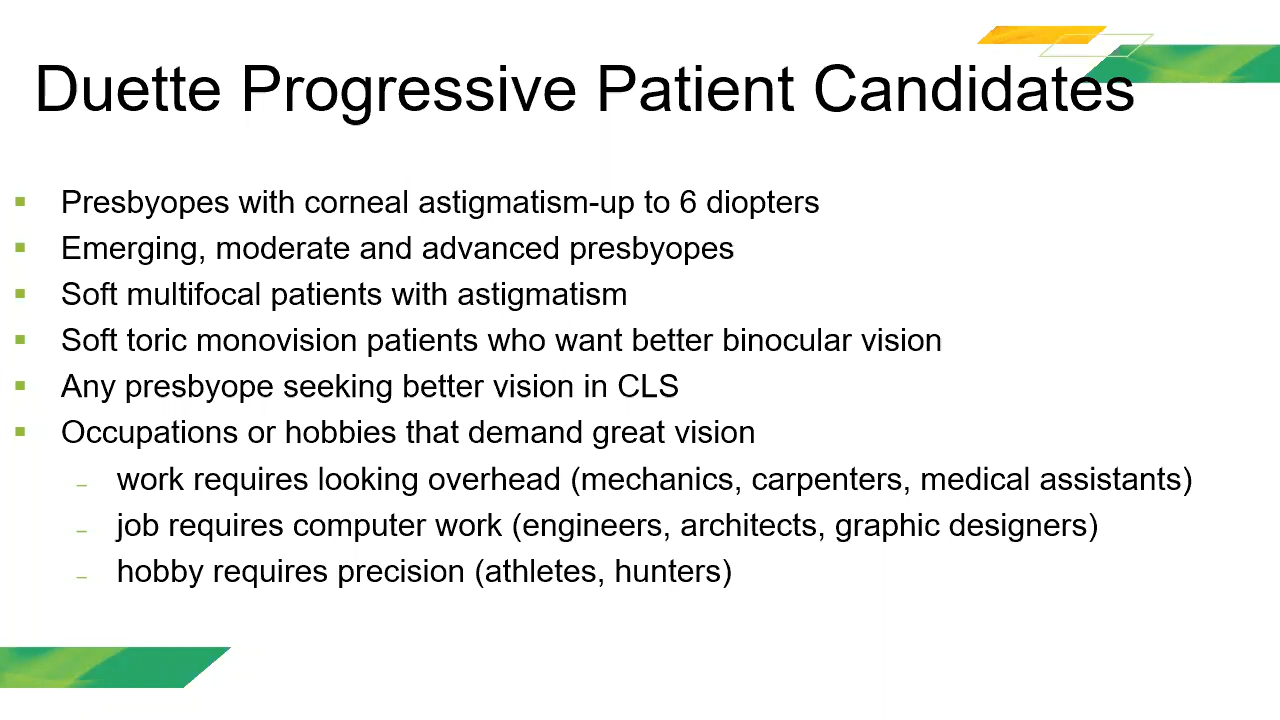 Duette Progressive Patient Candidates
Presbyopes with corneal astigmatism-up to 6 diopters
Emerging, moderate and advanced presbyopes
Soft multifocal patients with astigmatism
Soft toric monovision patients who want better binocular vision
Any presbyope seeking better vision in CLS
Occupations or hobbies that demand great vision
work requires looking overhead (mechanics, carpenters, medical assistants)
job requires computer work (engineers, architects, graphic designers)
hobby requires precision (athletes, hunters)